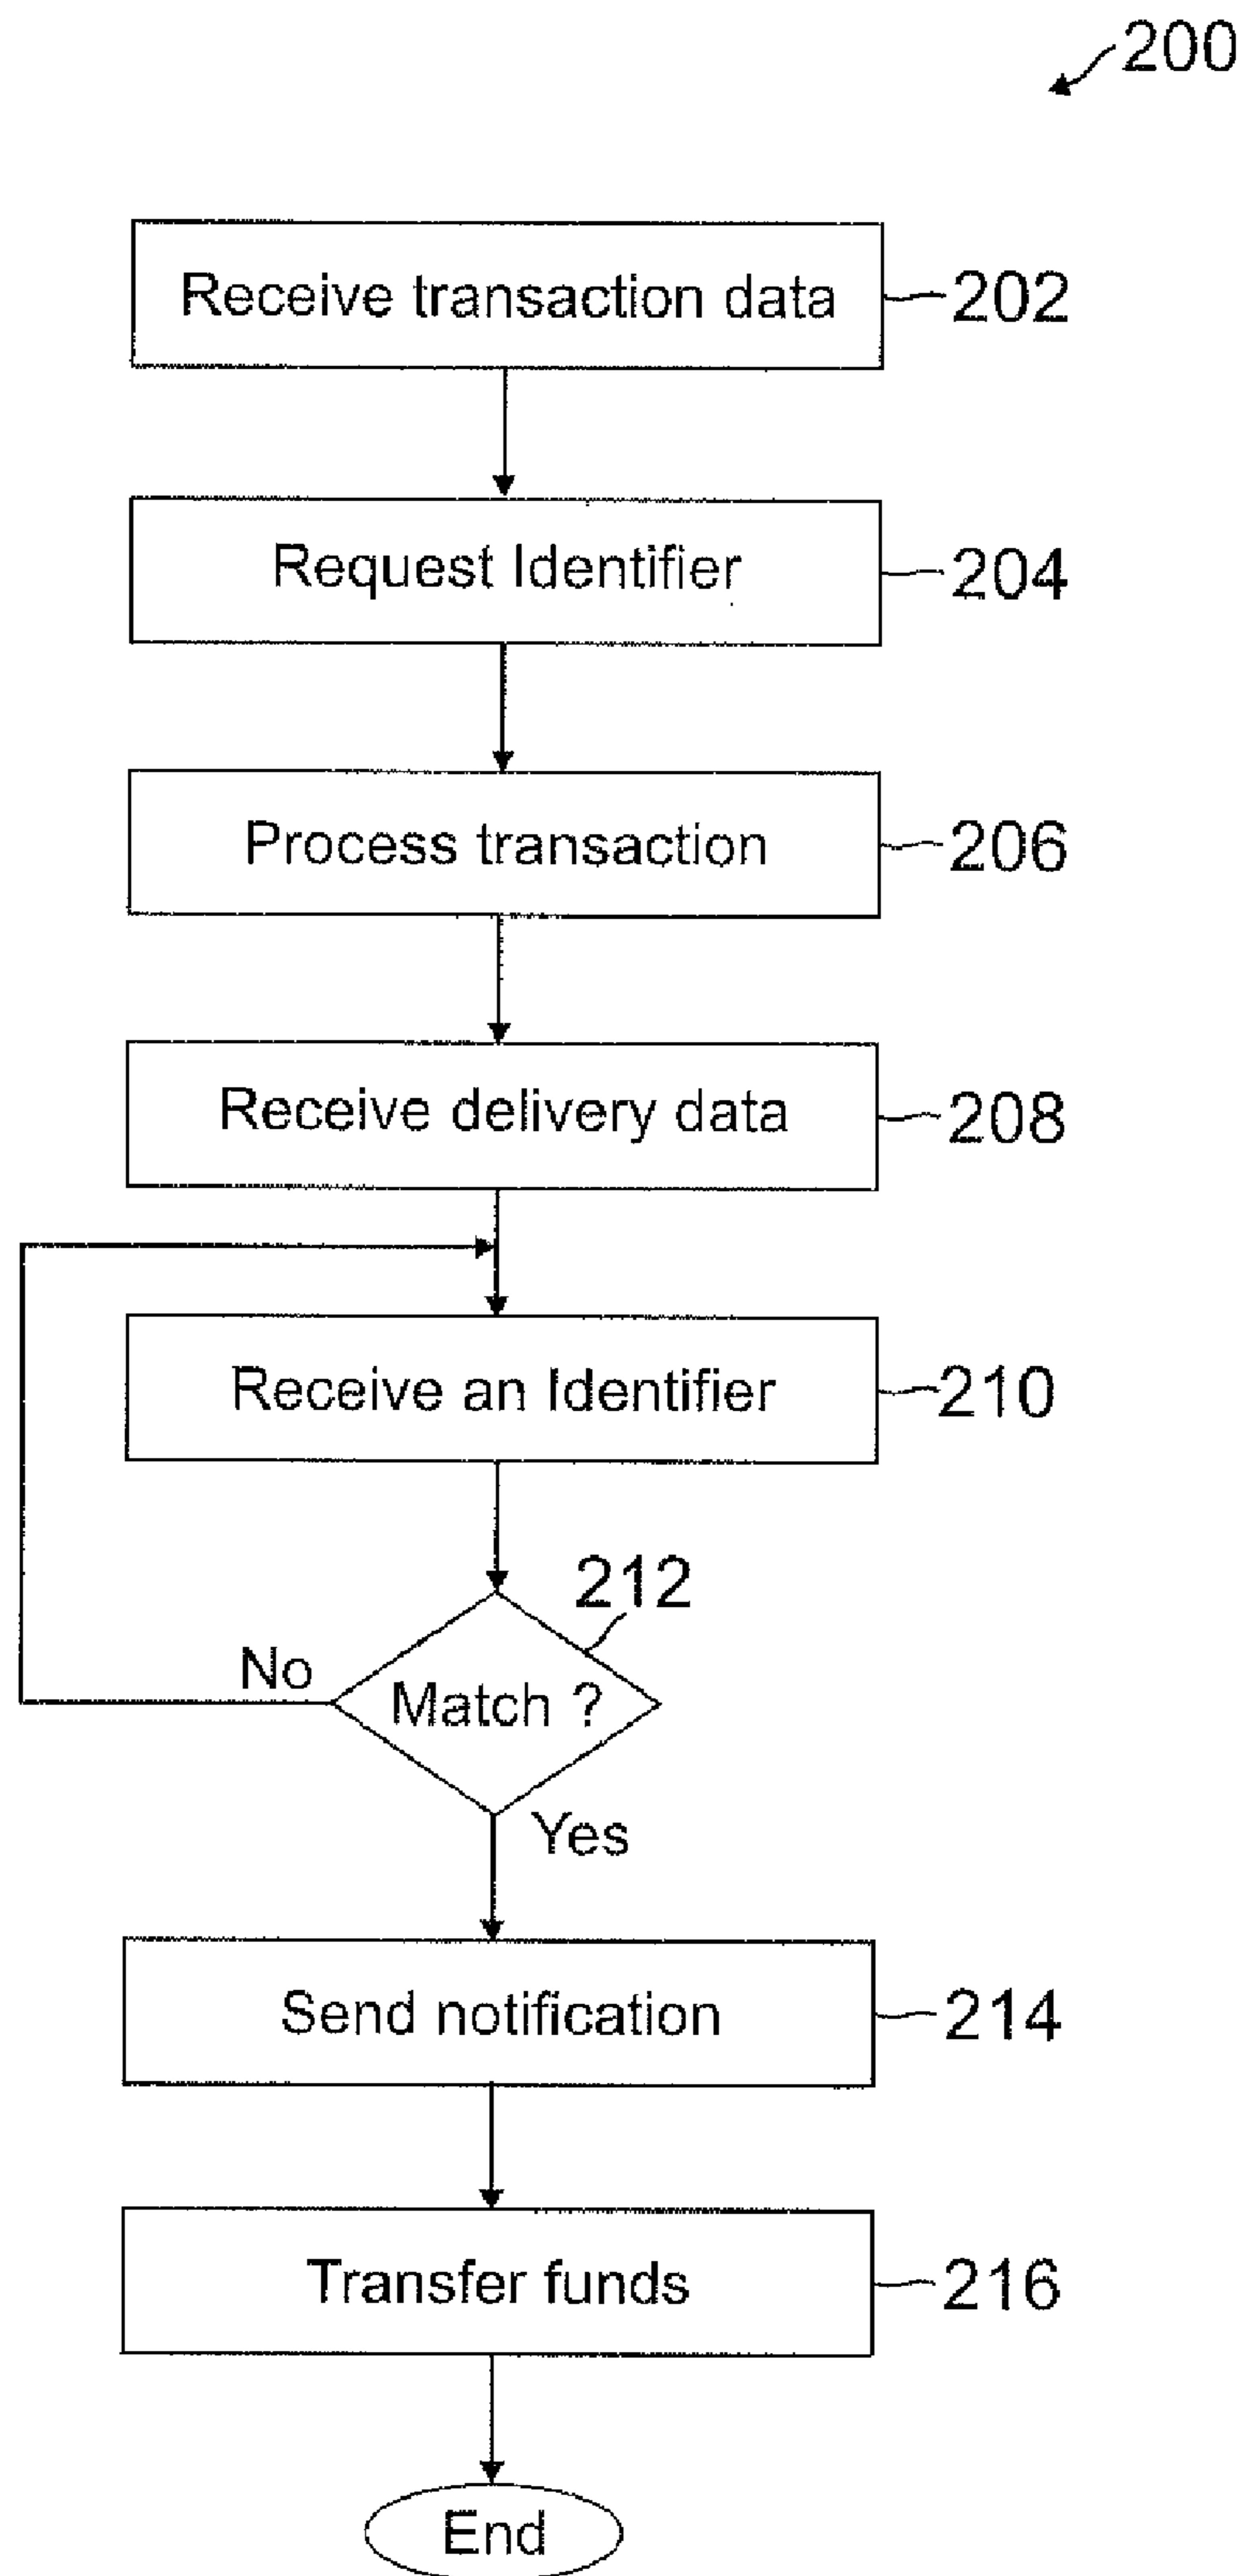 200
Receive transaction data 202
Request Identifier 204
Process transaction 206
Receive delivery data 208
Receive an Identifier 210
212
No
Match ?
Yes
Send notification 214
Transfer funds 216
End